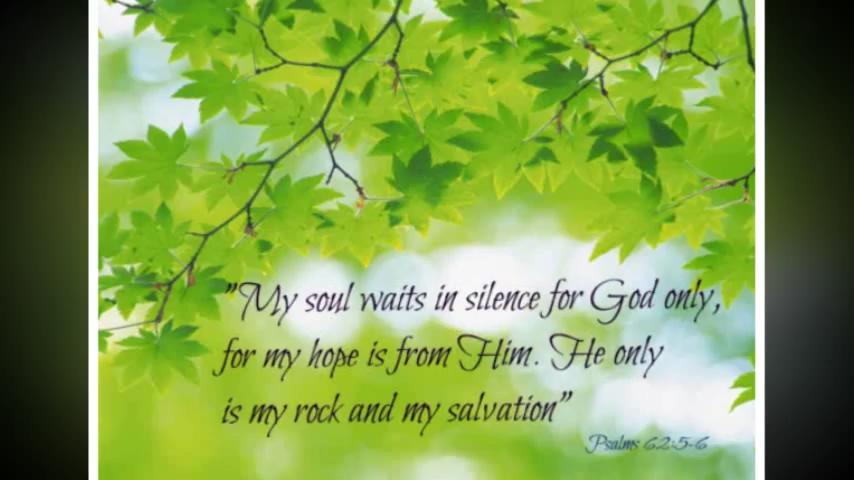 "My soul waits in silence for God only,
for my hope is from Him. He only
is my rock and my salvation"
Psalms 62:5-6